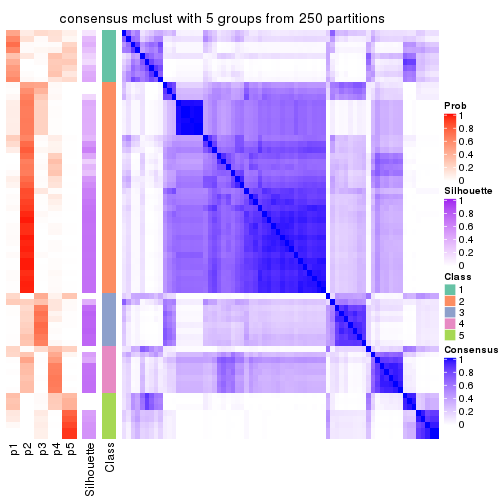 consensus mclust with 5 groups from 250 partitions
Prob
1
0.8
0.6
0.4
0.2
0
Silhouette
1
0.8
0.6
0.4
0.2
0
Class
1
2
3
4
5
Consensus
1
0.8
0.6
0.4
0.2
0
p1
p2
p3
p4
p5
Silhouette
Class